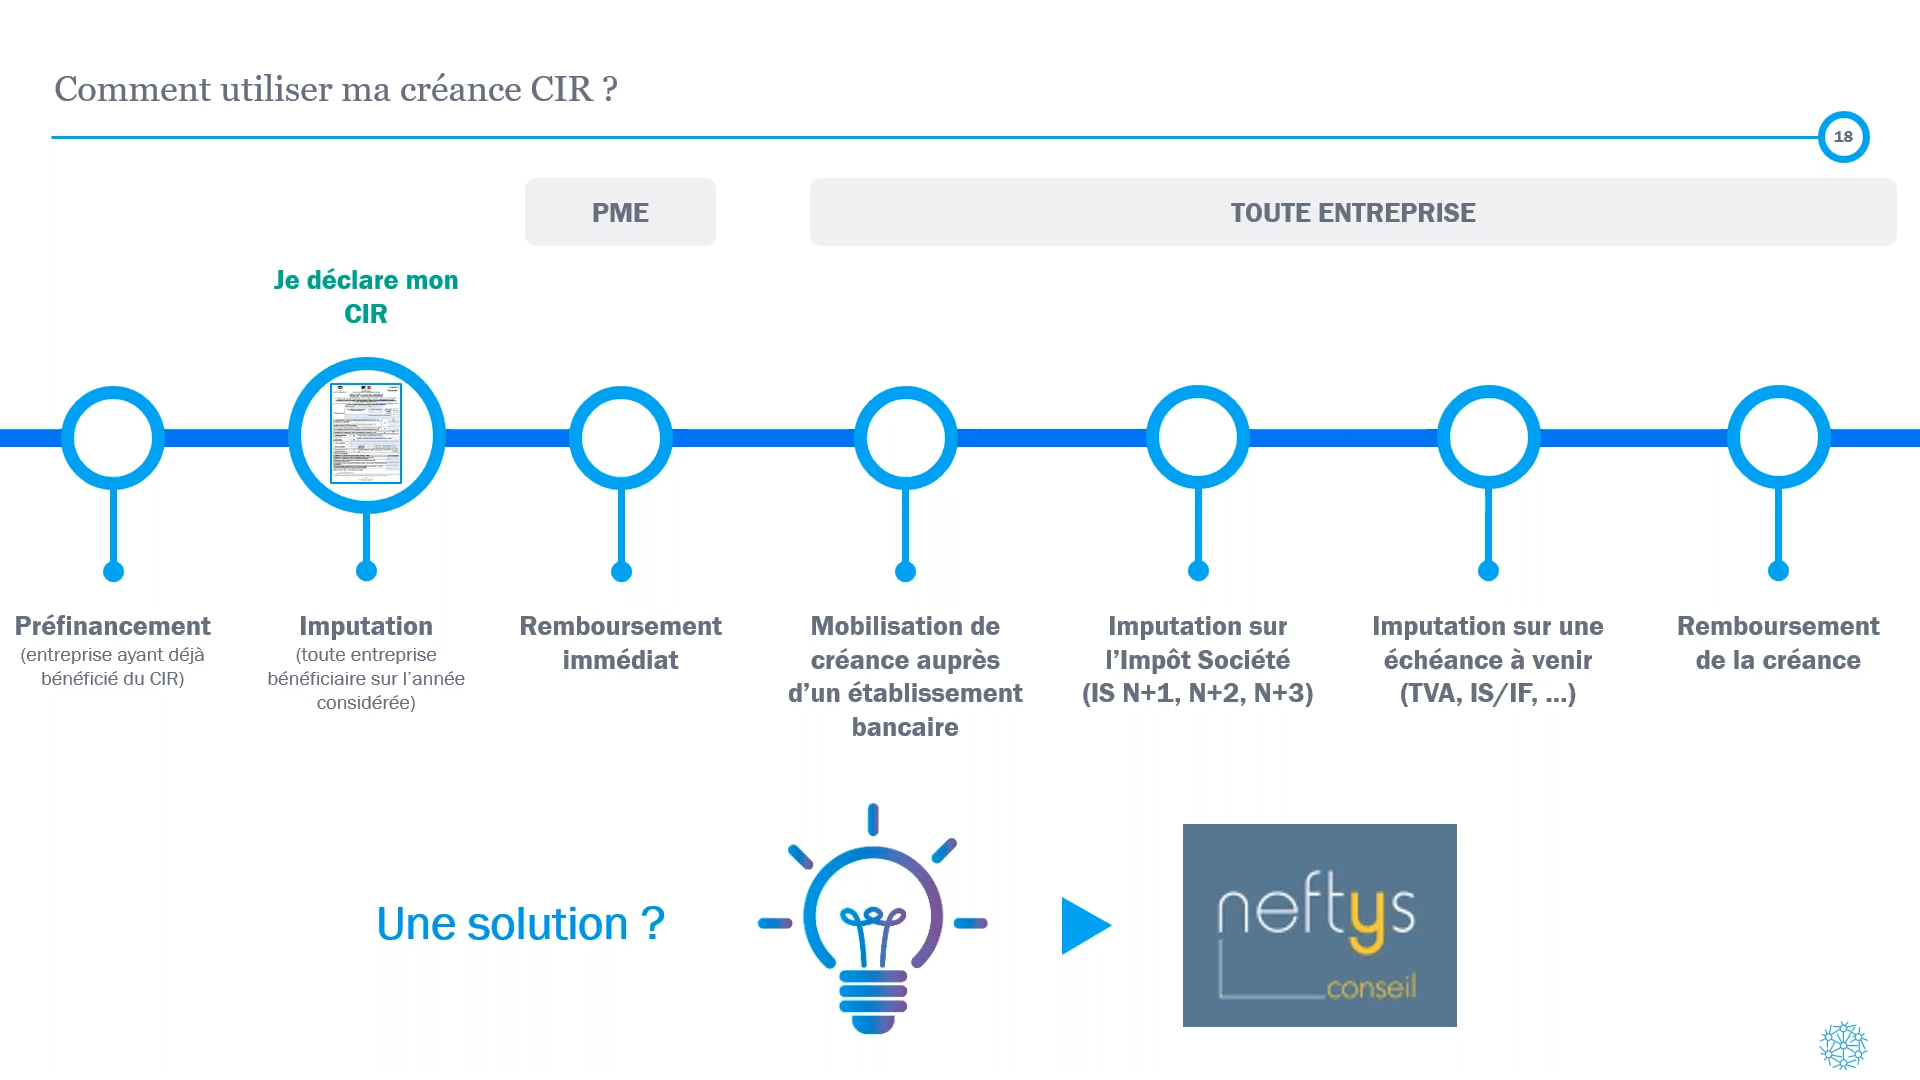 Comment utiliser ma créance CIR ?
18
PME
TOUTE ENTREPRISE
Je déclare mon
CIR
Préfinancement
(entreprise ayant déjà
bénéficié du CIR)
Imputation
(toute entreprise
bénéficiaire sur l’année
considérée)
Remboursement
immédiat
Mobilisation de
créance auprès
d’un établissement
bancaire
Imputation sur
l’Impôt Société
(IS N+1, N+2, N+3)
Imputation sur une
échéance à venir
(TVA, IS/IF, ...)
Remboursement
de la créance
Une solution ?
neftys
conseil